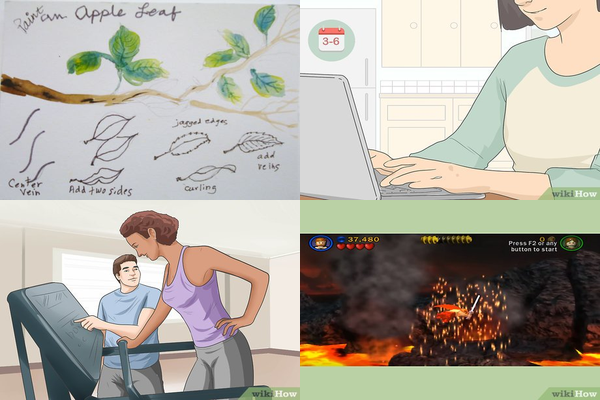 Paint an Apple Leaf
jagged edges
Center Vein
Add two sides
curling
add veins
3-6
wikiHow
wikiHow
37,480
0
Press F2 or any
button to start
wikiHow